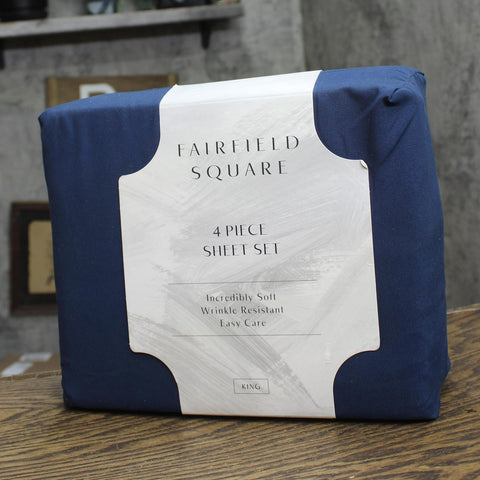 FAIRFIELD
SQUARE
4 PIECE
SHEET SET
Incredibly Soft
Wrinkle Resistant
Easy Care
KING